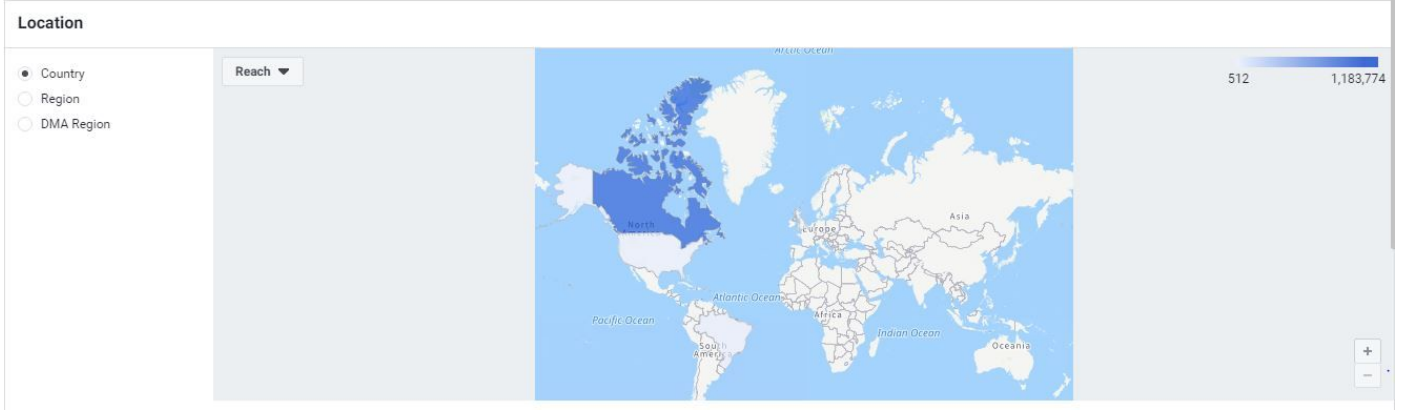 Location
Country
Region
DMA Region
Reach
512 1,183,774
Arctic Ocean
North
America
Europe
Asia
Atlantic Ocean
Pacific Ocean
Africa
Indian Ocean
South
America
Oceania
+
−